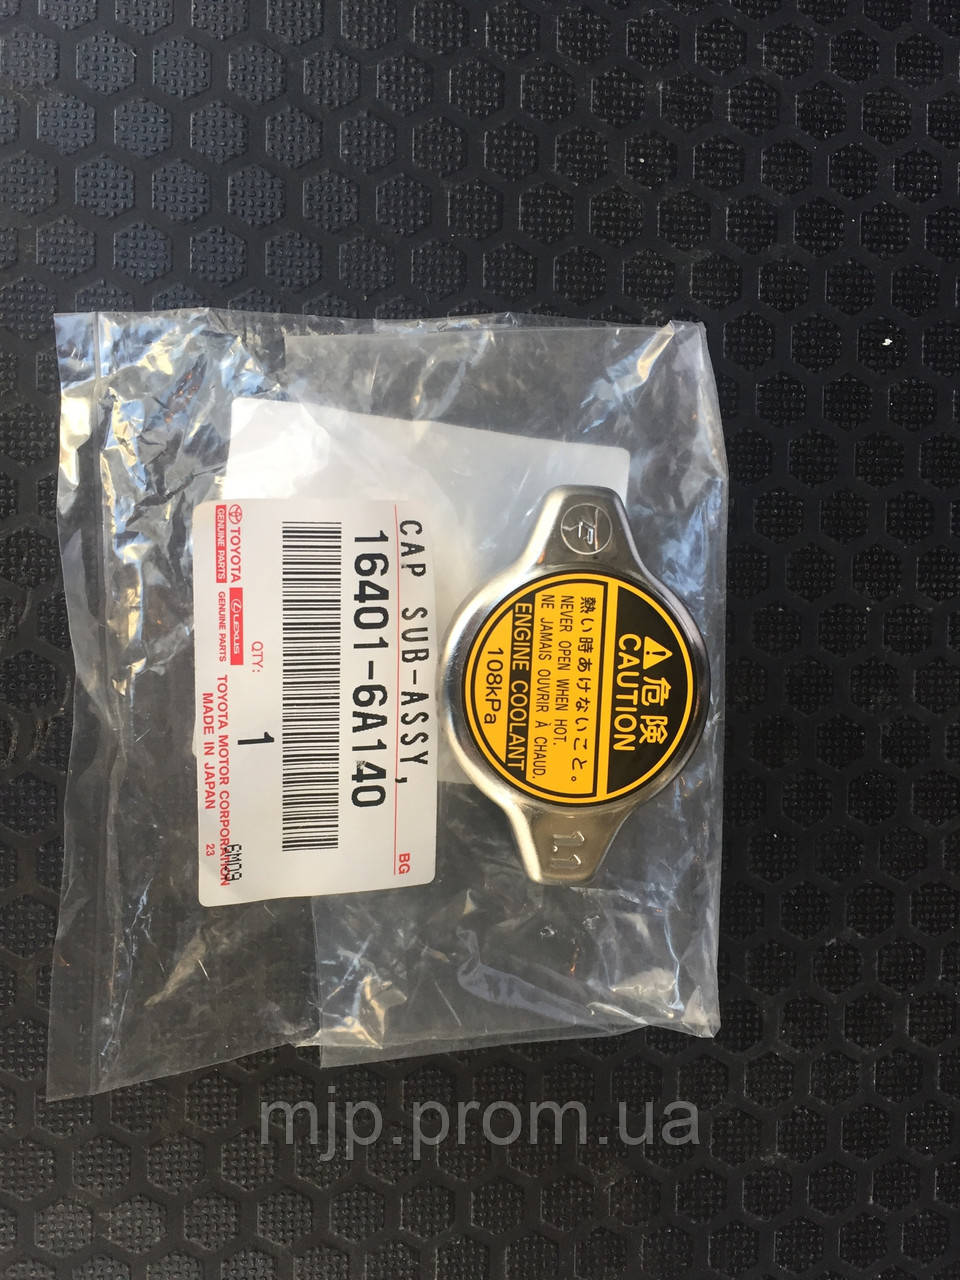 CAP SUB-ASSY,
BG
16401-6A140
QTY:
1
TOYOTA
GENUINE PARTS
LEXUS
GENUINE PARTS
TOYOTA MOTOR CORPORATION
MADE IN JAPAN
23
危険
CAUTION
熱い時あけないこと。
NEVER OPEN WHEN HOT.
NE JAMAIS OUVRIR À CHAUD.
ENGINE COOLANT
108kPa
1.1
mjp.prom.ua